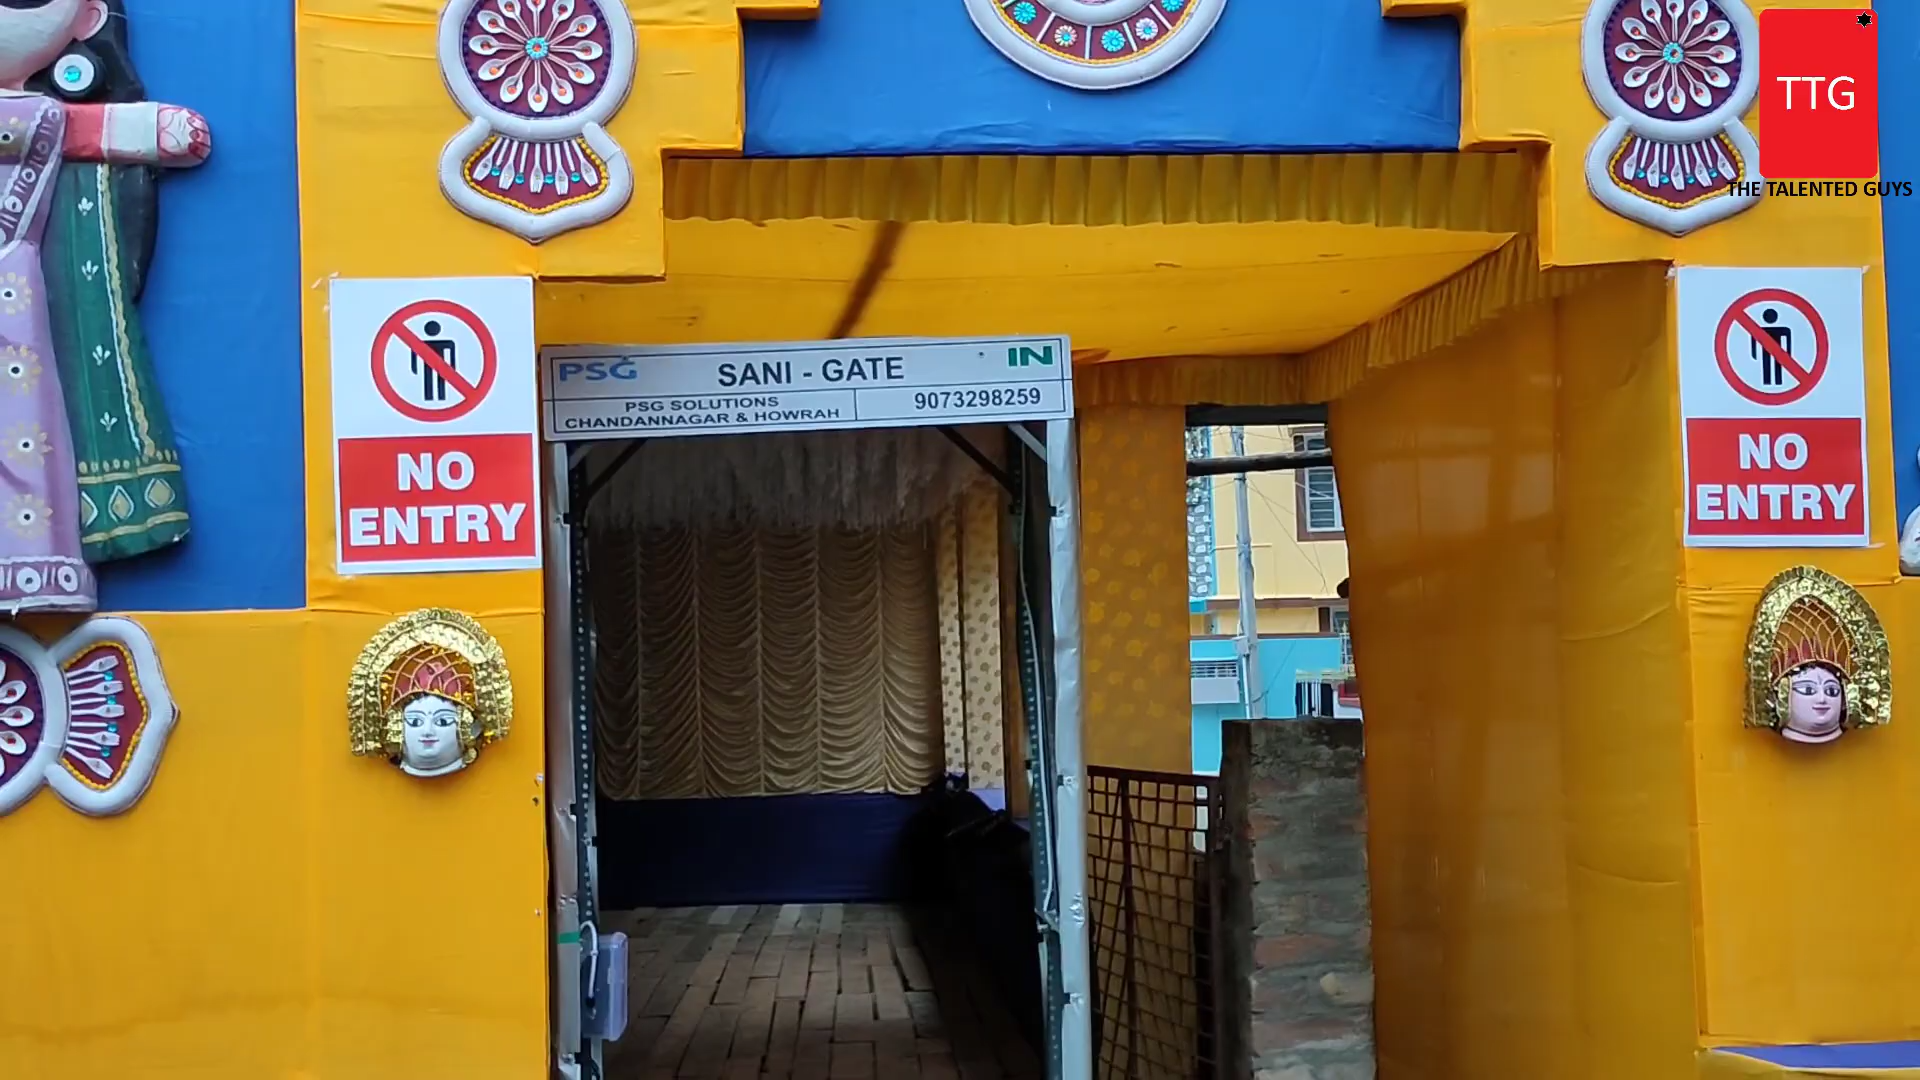 TTG
THE TALENTED GUYS
NO
ENTRY
PSG
SANI - GATE
IN
PSG SOLUTIONS
CHANDANNAGAR & HOWRAH
9073298259
NO
ENTRY